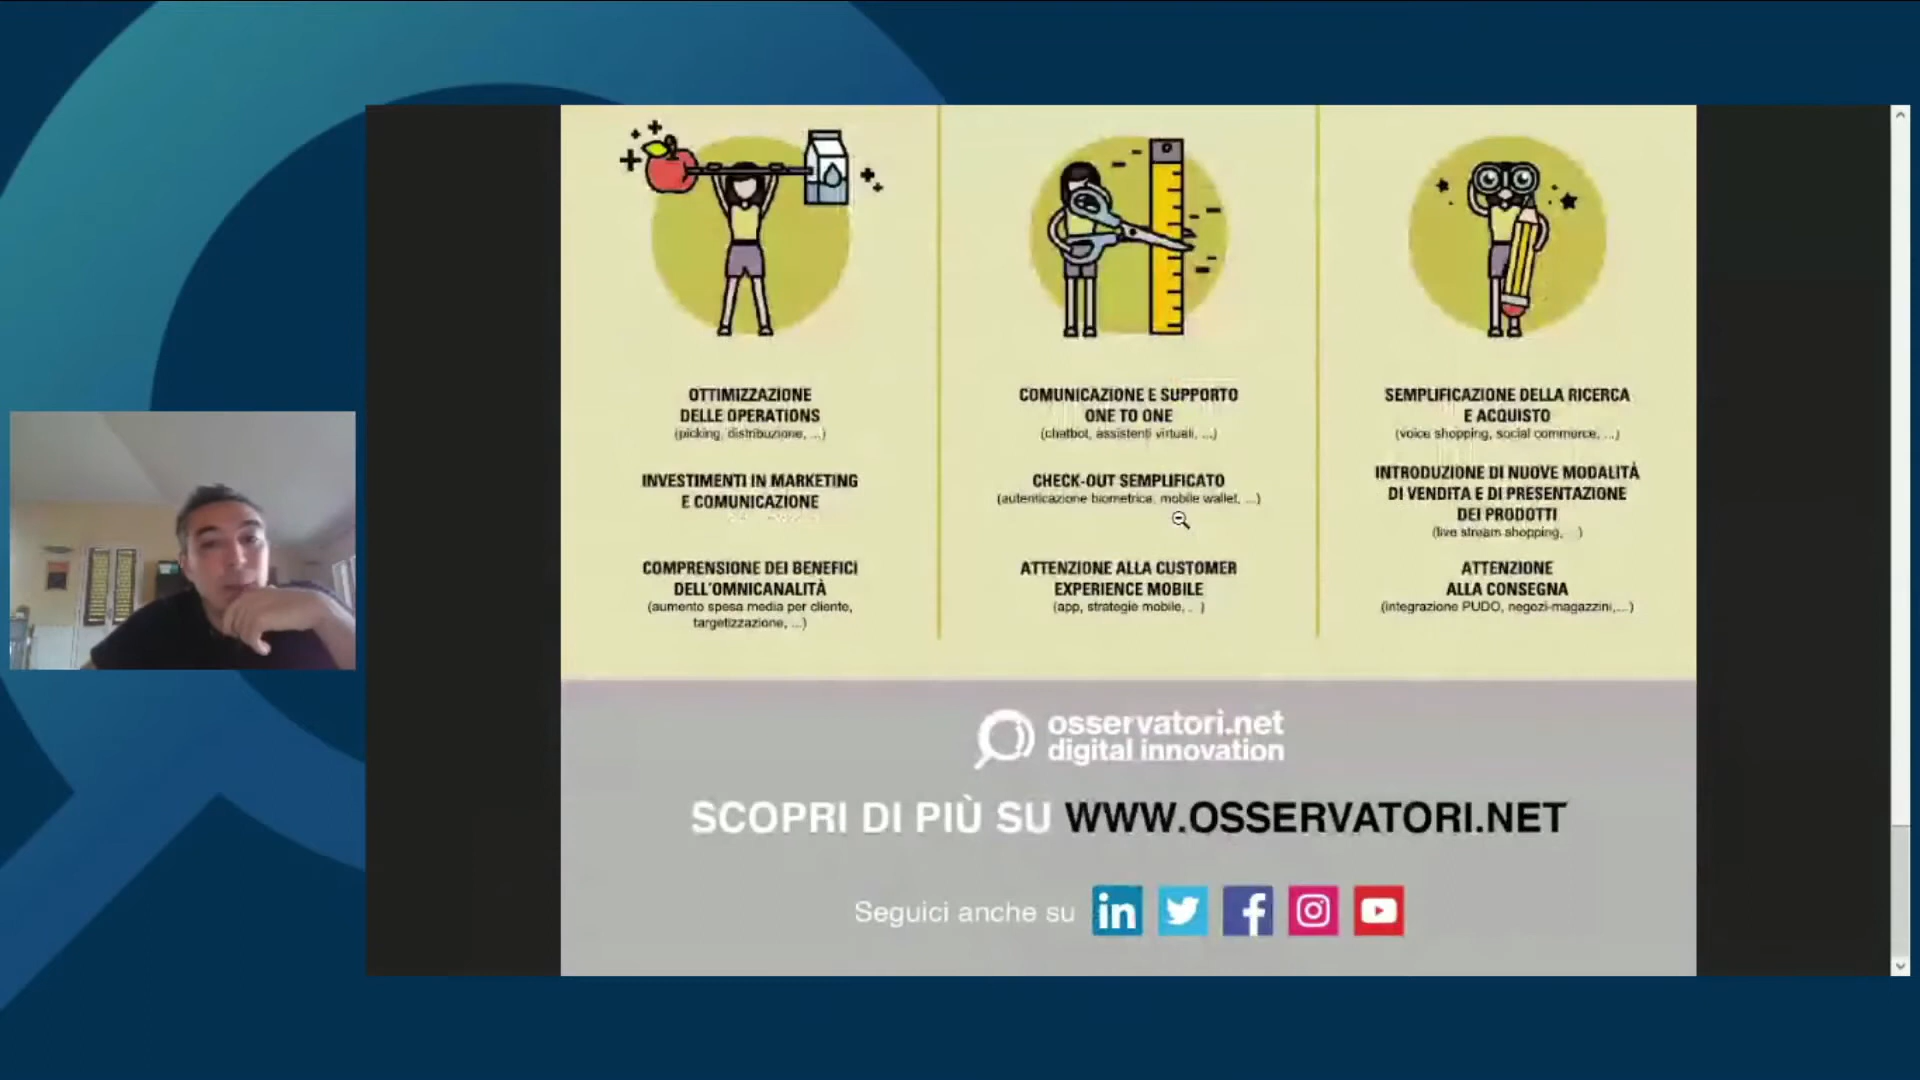 OTTIMIZZAZIONE
DELLE OPERATIONS
(picking, distribuzione, ...)
INVESTIMENTI IN MARKETING
E COMUNICAZIONE
COMPRENSIONE DEI BENEFICI
DELL'OMNICANALITÀ
(aumento spesa media per cliente,
targetizzazione, ...)
COMUNICAZIONE E SUPPORTO
ONE TO ONE
(chatbot, assistenti virtuali, ...)
CHECK-OUT SEMPLIFICATO
(autenticazione biometrica, mobile wallet, ...)
ATTENZIONE ALLA CUSTOMER
EXPERIENCE MOBILE
(app, strategie mobile, ...)
SEMPLIFICAZIONE DELLA RICERCA
E ACQUISTO
(voice shopping, social commerce, ...)
INTRODUZIONE DI NUOVE MODALITÀ
DI VENDITA E DI PRESENTAZIONE
DEI PRODOTTI
(live stream shopping, ...)
ATTENZIONE
ALLA CONSEGNA
(integrazione PUDO, negozi-magazzini,...)
osservatori.net
digital innovation
SCOPRI DI PIÙ SU WWW.OSSERVATORI.NET
Seguici anche su in f